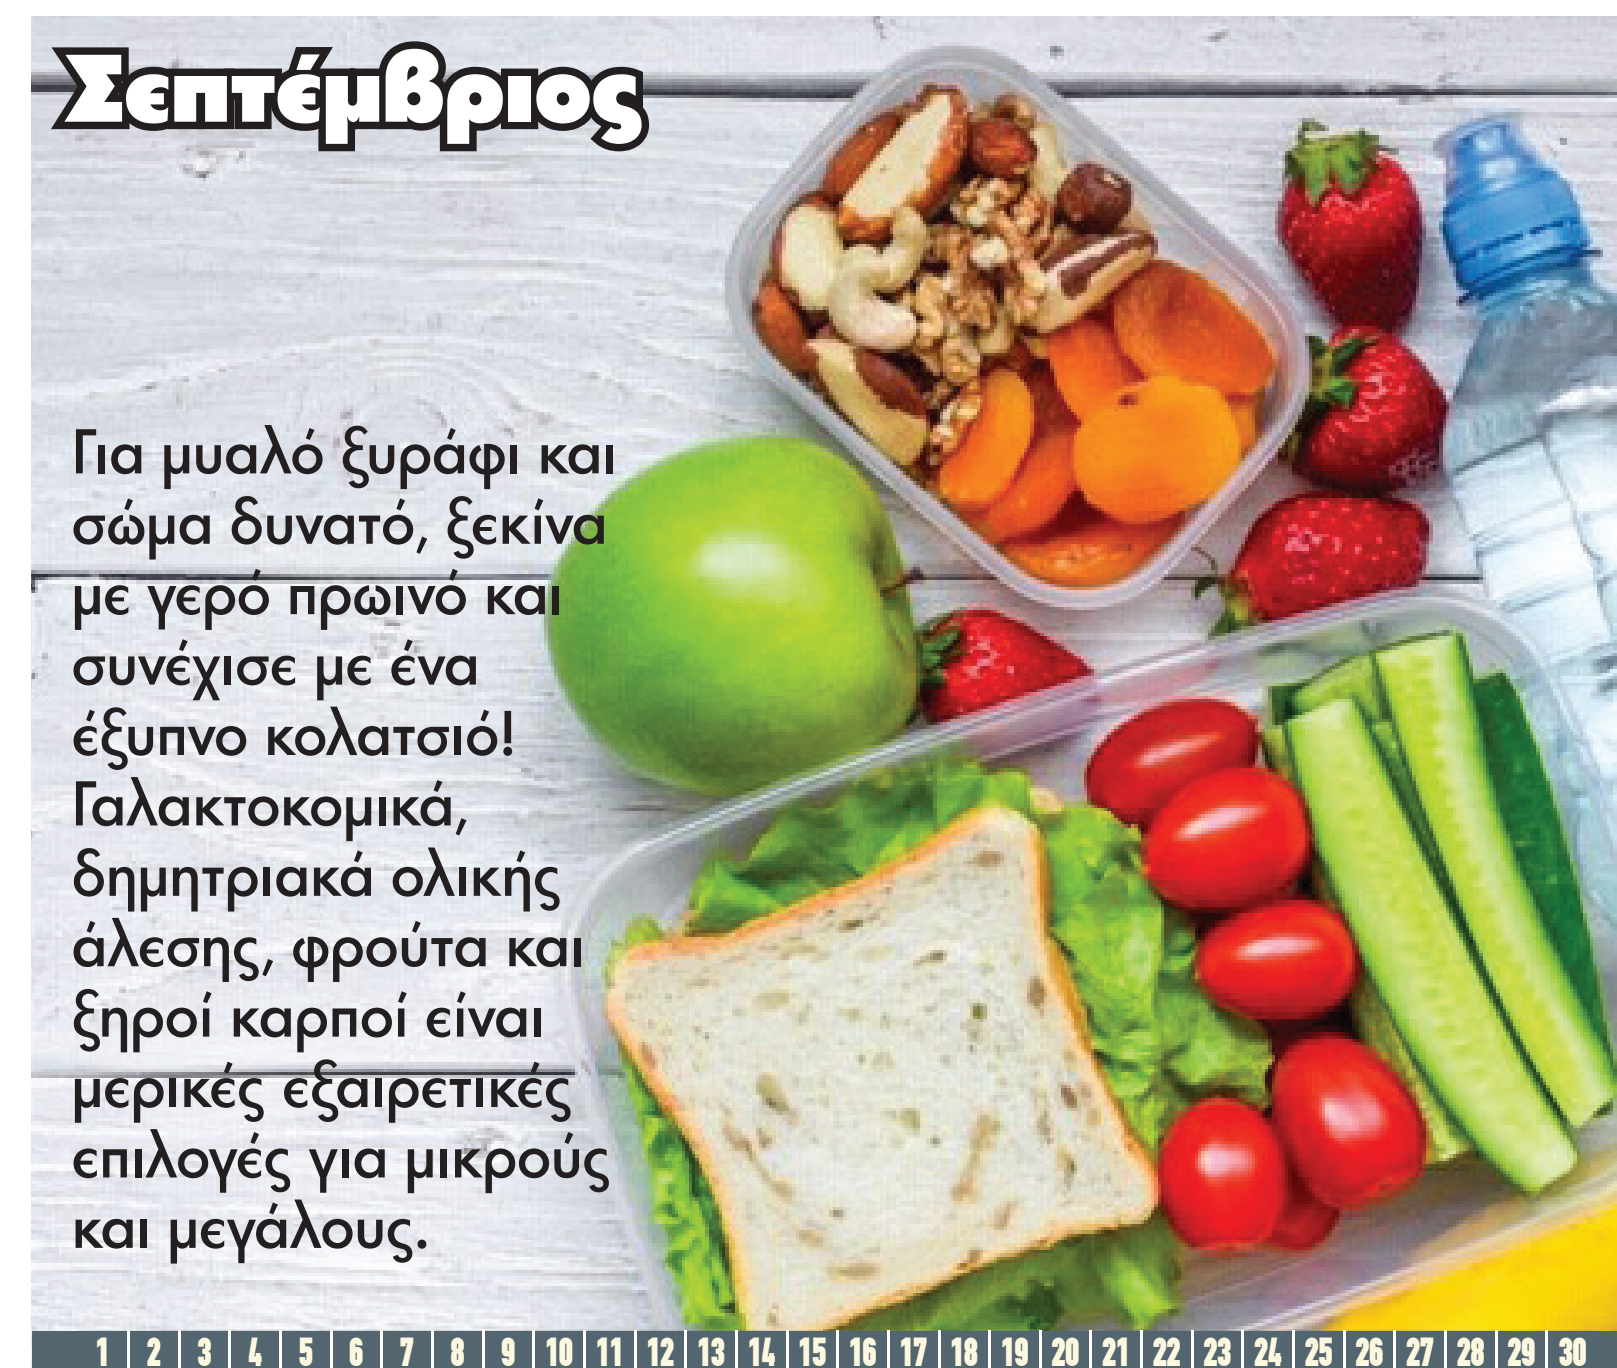 Σεπτέμβριος
Για μυαλό ξυράφι και
σώμα δυνατό, ξεκίνα
με γερό πρωινό και
συνέχισε με ένα
έξυπνο κολατσιό!
Γαλακτοκομικά,
δημητριακά ολικής
άλεσης, φρούτα και
ξηροί καρποί είναι
μερικές εξαιρετικές
επιλογές για μικρούς
και μεγάλους.
1 2 3 4 5 6 7 8 9 10 11 12 13 14 15 16 17 18 19 20 21 22 23 24 25 26 27 28 29 30